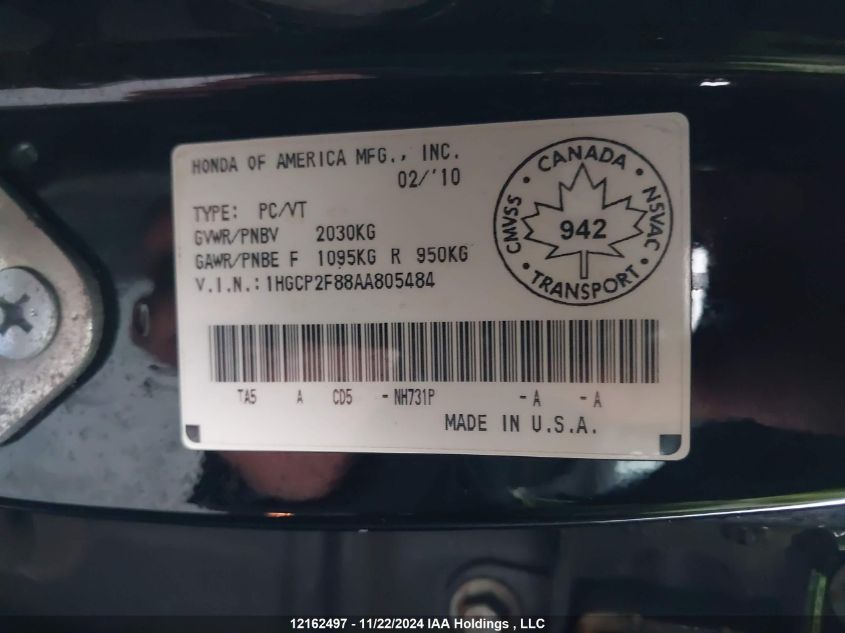 HONDA OF AMERICA MFG., INC.
02/'10
TYPE: PC/VT
GVWR/PNBV 2030KG
GAWR/PNBE F 1095KG R 950KG
V.I.N.: 1HGCP2F88AA805484
CANADA
CMVSS
942
NSVAC
TRANSPORT
TA5 A CD5 - NH731P - A - A
MADE IN U.S.A.
12162497 - 11/22/2024 IAA Holdings , LLC